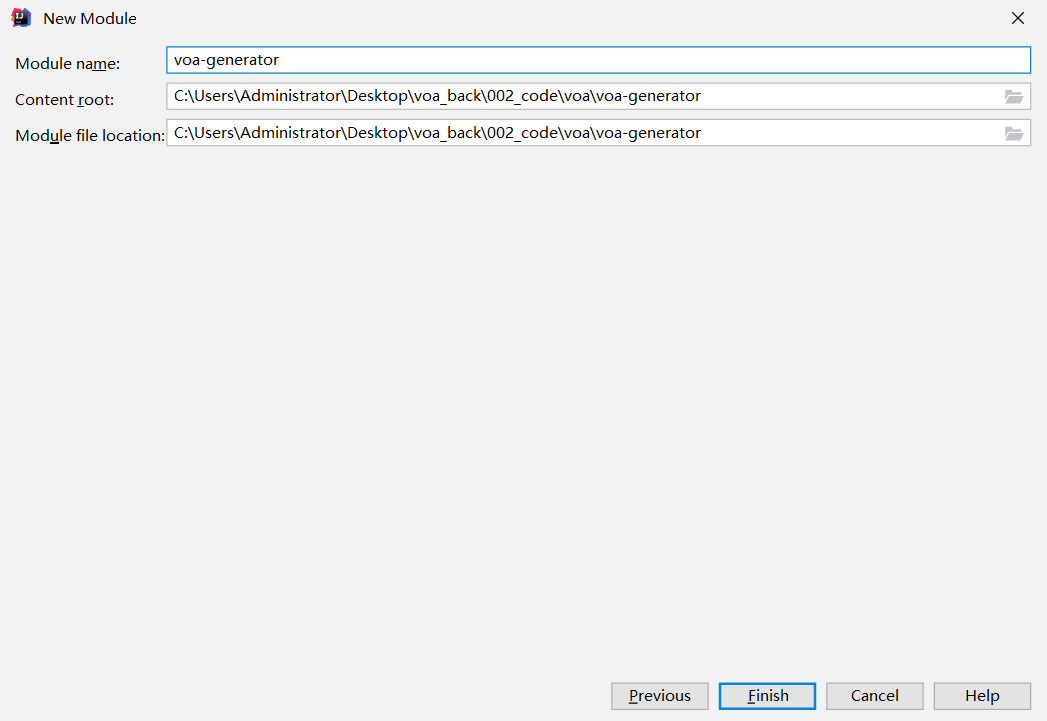 New Module
Module name: voa-generator
Content root: C:\Users\Administrator\Desktop\voa_back\002_code\voa\voa-generator
Module file location: C:\Users\Administrator\Desktop\voa_back\002_code\voa\voa-generator
Previous Finish Cancel Help